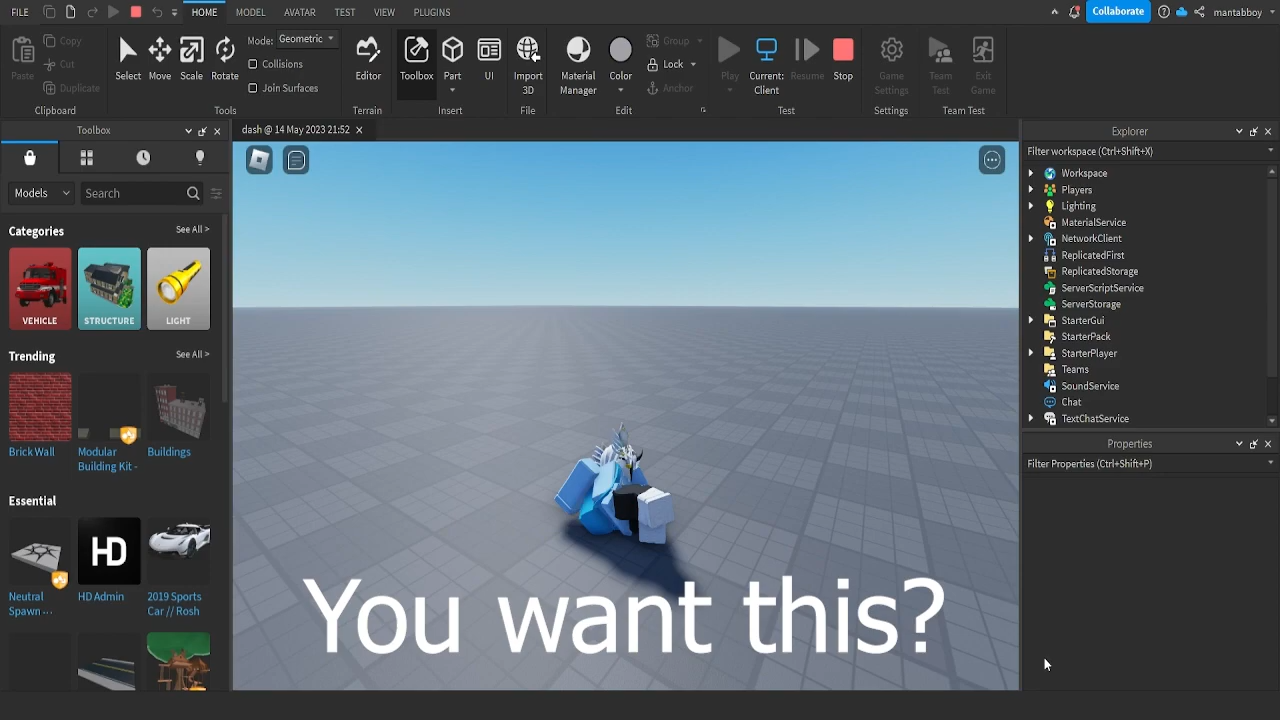 FILE
HOME
MODEL
AVATAR
TEST
VIEW
PLUGINS
Collaborate
mantabboy
Paste
Copy
Cut
Duplicate
Clipboard
Select
Move
Scale
Rotate
Mode:
Geometric
Collisions
Join Surfaces
Tools
Editor
Terrain
Toolbox
Part
UI
Insert
Import
3D
File
Material
Manager
Color
Group
Lock
Anchor
Edit
Play
Current:
Client
Resume
Stop
Test
Game
Settings
Settings
Team
Test
Exit
Game
Team Test
Toolbox
Models
Search
Categories
See All >
VEHICLE
STRUCTURE
LIGHT
Trending
See All >
Brick Wall
Modular
Building Kit -
Buildings
Essential
HD
Neutral
Spawn ...
HD Admin
2019 Sports
Car // Rosh
dash @ 14 May 2023 21:52
You want this?
Explorer
Filter workspace (Ctrl+Shift+X)
Workspace
Players
Lighting
MaterialService
NetworkClient
ReplicatedFirst
ReplicatedStorage
ServerScriptService
ServerStorage
StarterGui
StarterPack
StarterPlayer
Teams
SoundService
Chat
TextChatService
Properties
Filter Properties (Ctrl+Shift+P)